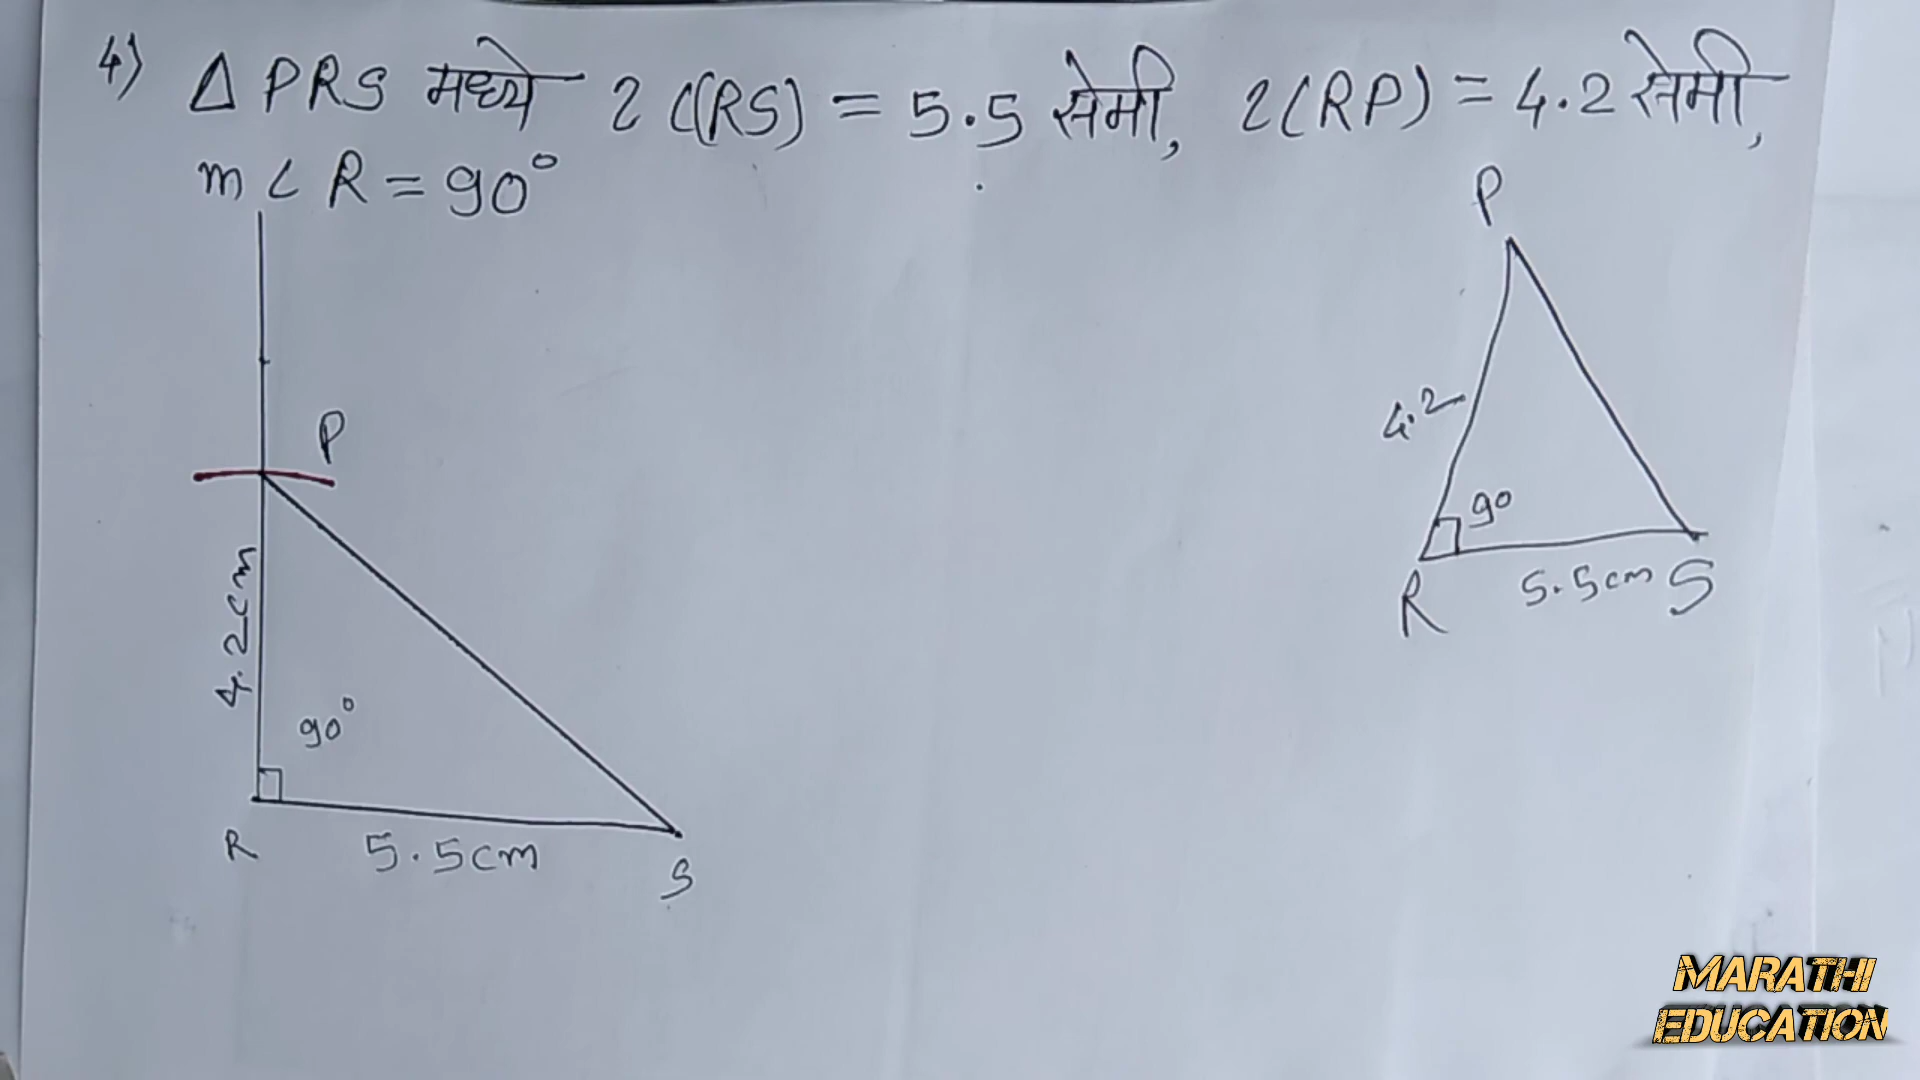 4) Δ PRS मध्ये l(RS) = 5.5 सेमी, l(RP) = 4.2 सेमी,
m∠R = 90°
P
4.2
90
R
5.5cm
S
P
4.2cm
90°
R
5.5cm
S
MARATHI
EDUCATION